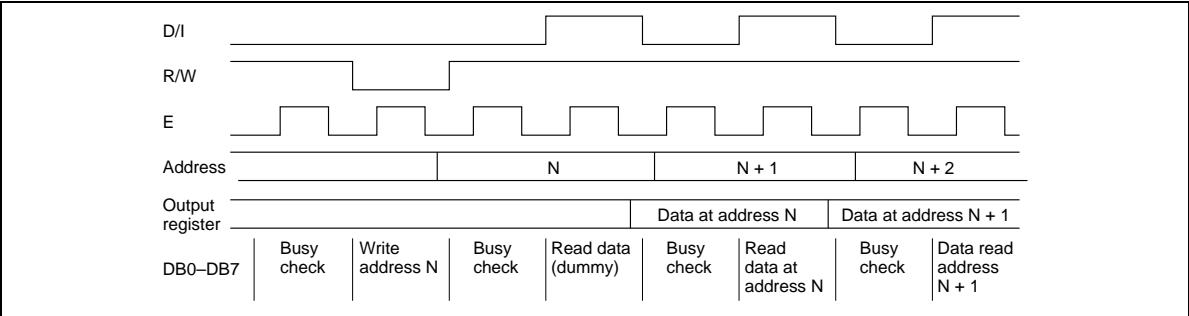 D/I
R/W
E
Address N N + 1 N + 2
Output
register Data at address N Data at address N + 1
DB0–DB7
Busy
check
Write
address N
Busy
check
Read data
(dummy)
Busy
check
Read
data at
address N
Busy
check
Data read
address
N + 1